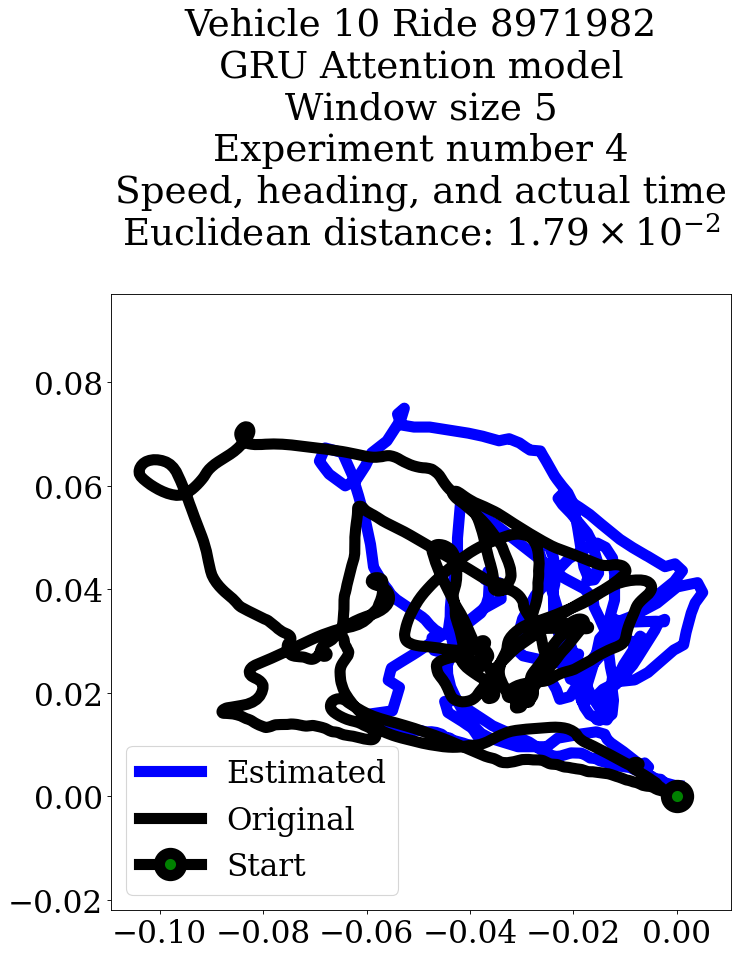 Vehicle 10 Ride 8971982
GRU Attention model
Window size 5
Experiment number 4
Speed, heading, and actual time
Euclidean distance: 1.79 × 10⁻²
0.08
0.06
0.04
0.02
0.00
−0.02
Estimated
Original
Start
−0.10 −0.08 −0.06 −0.04 −0.02 0.00